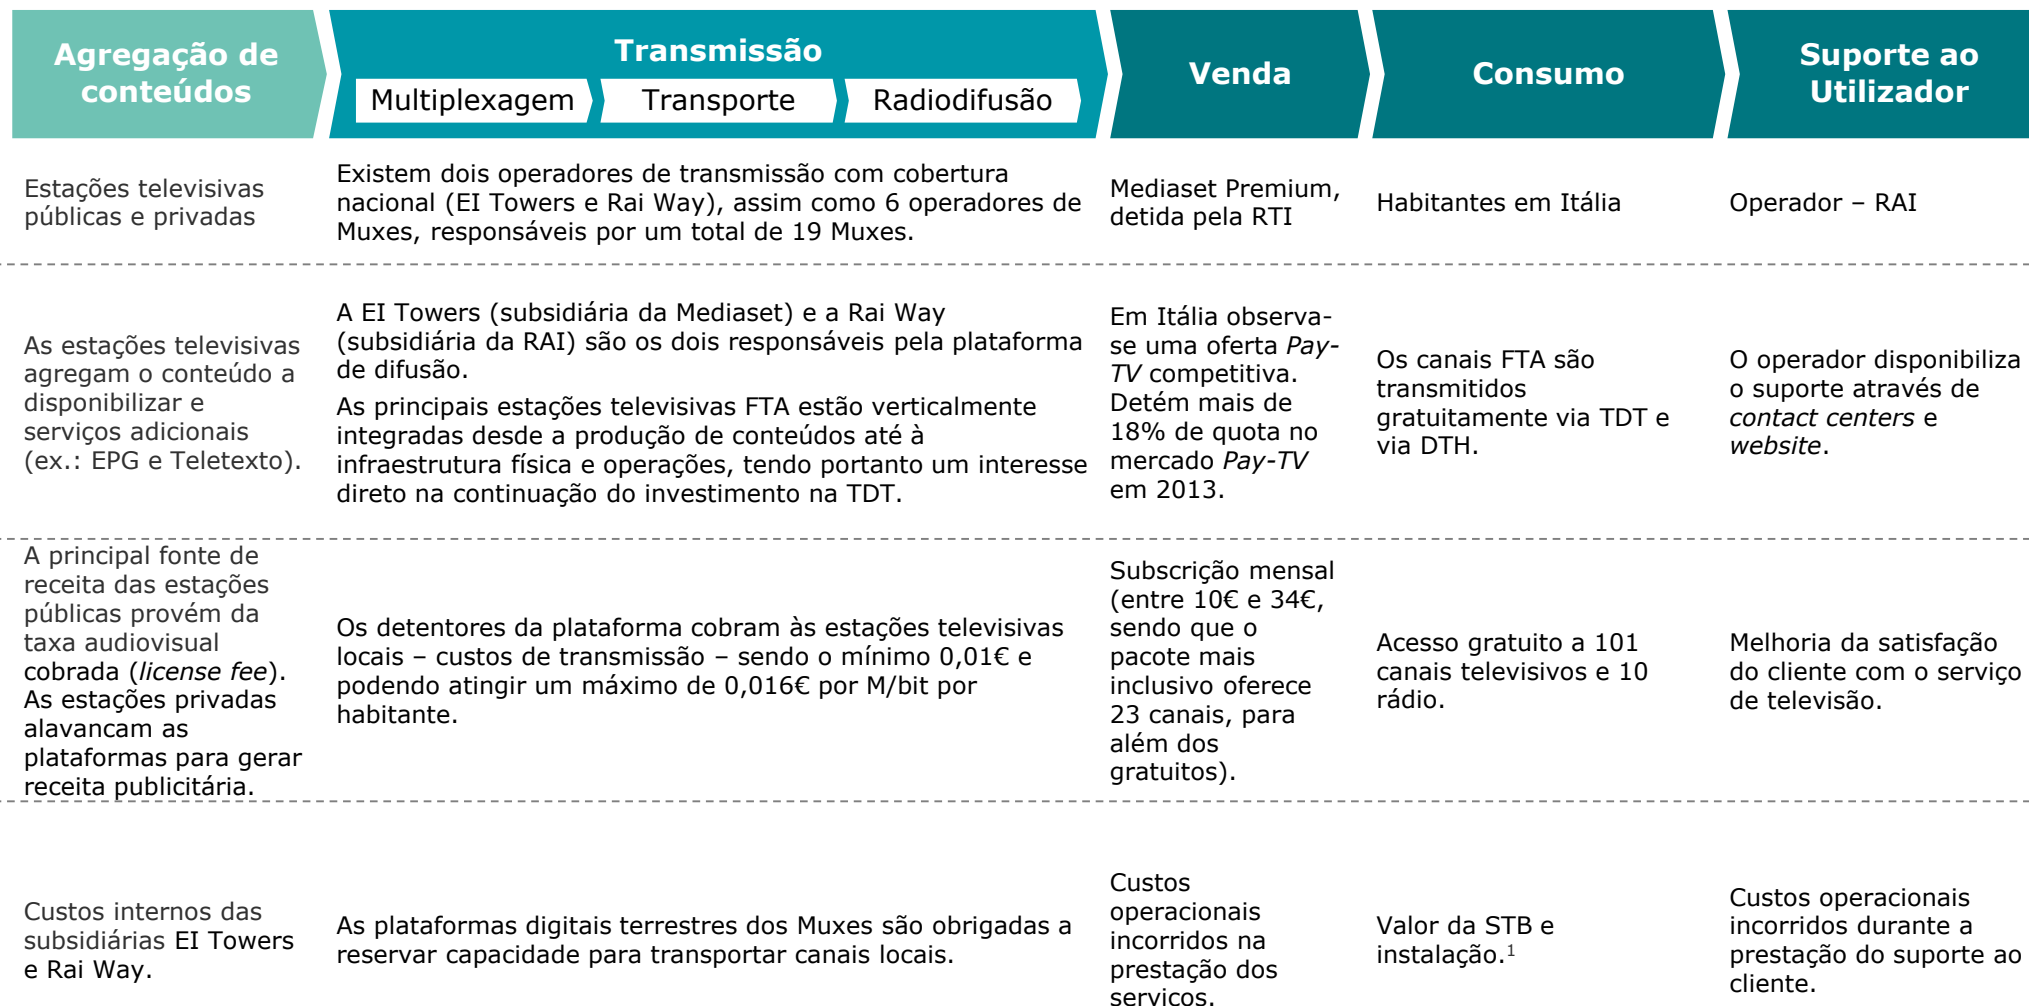 Agregação de
conteúdos
Transmissão
Multiplexagem
Transporte
Radiodifusão
Venda
Consumo
Suporte ao
Utilizador
Estações televisivas
públicas e privadas
Existem dois operadores de transmissão com cobertura
nacional (EI Towers e Rai Way), assim como 6 operadores de
Muxes, responsáveis por um total de 19 Muxes.
Mediaset Premium,
detida pela RTI
Habitantes em Itália
Operador – RAI
As estações televisivas
agregam o conteúdo a
disponibilizar e
serviços adicionais
(ex.: EPG e Teletexto).
A EI Towers (subsidiária da Mediaset) e a Rai Way
(subsidiária da RAI) são os dois responsáveis pela plataforma
de difusão.
As principais estações televisivas FTA estão verticalmente
integradas desde a produção de conteúdos até à
infraestrutura física e operações, tendo portanto um interesse
direto na continuação do investimento na TDT.
Em Itália observa-
se uma oferta Pay-
TV competitiva.
Detém mais de
18% de quota no
mercado Pay-TV
em 2013.
Os canais FTA são
transmitidos
gratuitamente via TDT e
via DTH.
O operador disponibiliza
o suporte através de
contact centers e
website.
A principal fonte de
receita das estações
públicas provém da
taxa audiovisual
cobrada (license fee).
As estações privadas
alavancam as
plataformas para gerar
receita publicitária.
Os detentores da plataforma cobram às estações televisivas
locais – custos de transmissão – sendo o mínimo 0,01€ e
podendo atingir um máximo de 0,016€ por M/bit por
habitante.
Subscrição mensal
(entre 10€ e 34€,
sendo que o
pacote mais
inclusivo oferece
23 canais, para
além dos
gratuitos).
Acesso gratuito a 101
canais televisivos e 10
rádio.
Melhoria da satisfação
do cliente com o serviço
de televisão.
Custos internos das
subsidiárias EI Towers
e Rai Way.
As plataformas digitais terrestres dos Muxes são obrigadas a
reservar capacidade para transportar canais locais.
Custos
operacionais
incorridos na
prestação dos
serviços.
Valor da STB e
instalação.¹
Custos operacionais
incorridos durante a
prestação do suporte ao
cliente.